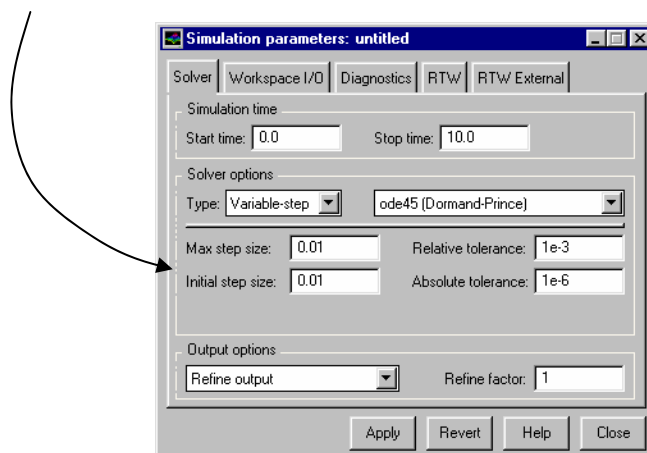 Simulation parameters: untitled
Solver Workspace I/O Diagnostics RTW RTW External
Simulation time
Start time: 0.0 Stop time: 10.0
Solver options
Type: Variable-step ode45 (Dormand-Prince)
Max step size: 0.01 Relative tolerance: 1e-3
Initial step size: 0.01 Absolute tolerance: 1e-6
Output options
Refine output Refine factor: 1
Apply Revert Help Close